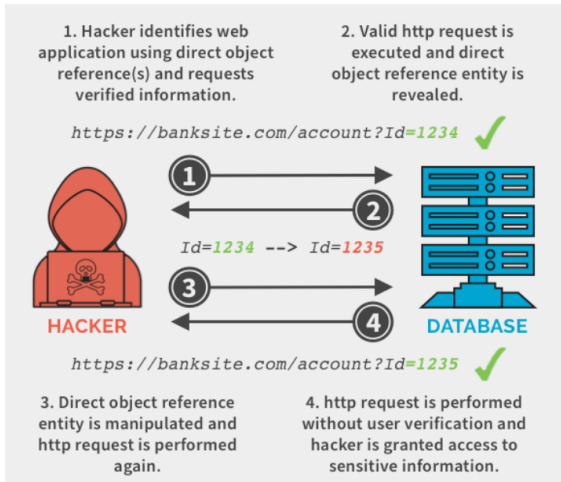 1. Hacker identifies web
application using direct object
reference(s) and requests
verified information.
2. Valid http request is
executed and direct
object reference entity is
revealed.
https://banksite.com/account?Id=1234
1
2
Id=1234 --> Id=1235
3
4
HACKER
DATABASE
https://banksite.com/account?Id=1235
3. Direct object reference
entity is manipulated and
http request is performed
again.
4. http request is performed
without user verification and
hacker is granted access to
sensitive information.